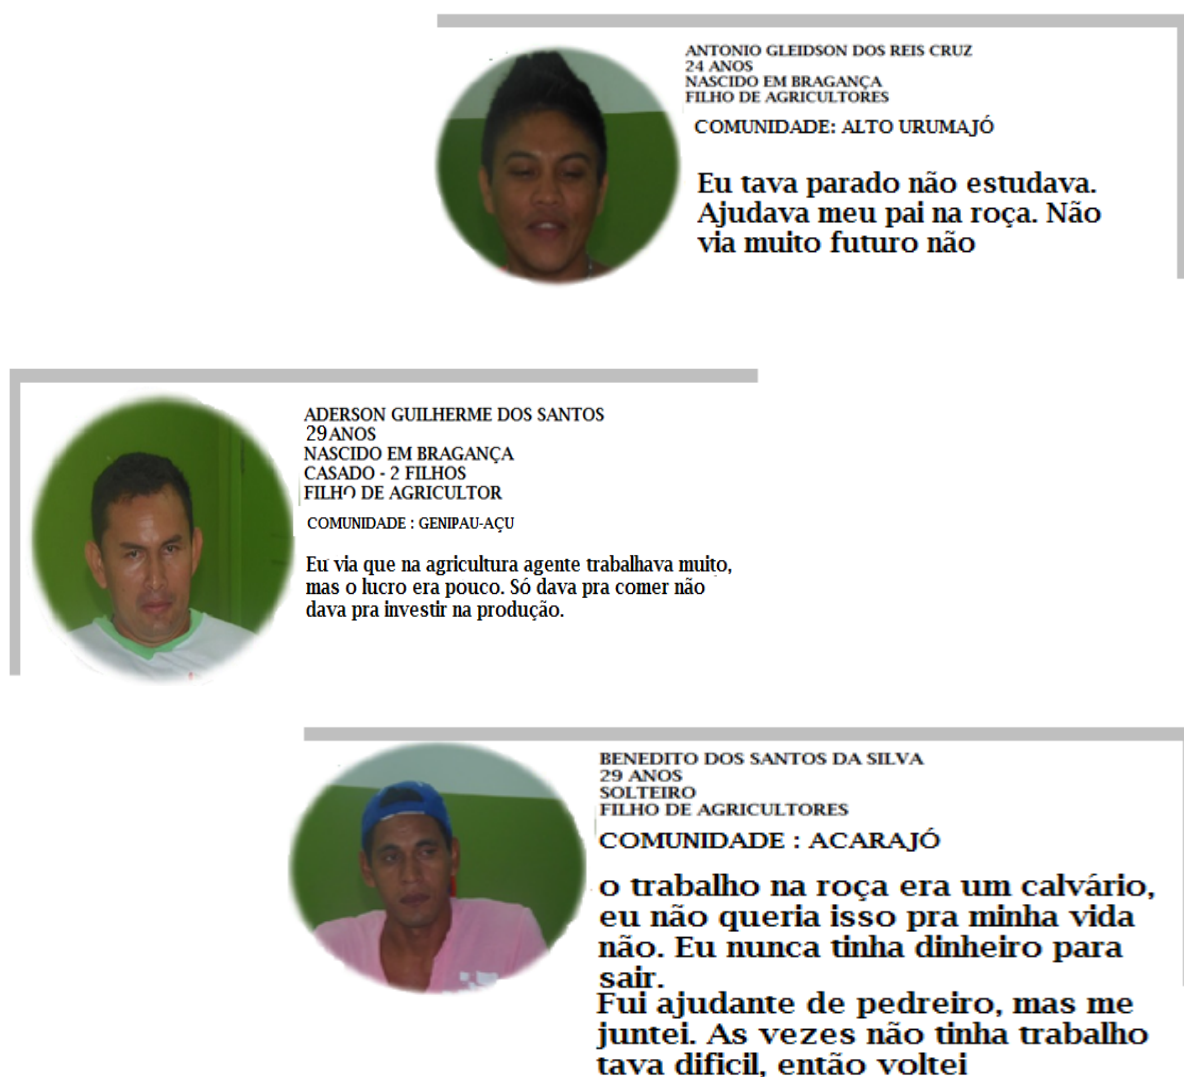 ANTONIO GLEIDSON DOS REIS CRUZ
24 ANOS
NASCIDO EM BRAGANÇA
FILHO DE AGRICULTORES
COMUNIDADE: ALTO URUMAJÓ
Eu tava parado não estudava.
Ajudava meu pai na roça. Não
via muito futuro não
ADERSON GUILHERME DOS SANTOS
29 ANOS
NASCIDO EM BRAGANÇA
CASADO - 2 FILHOS
FILHO DE AGRICULTOR
COMUNIDADE : GENIPAU-AÇU
Eu via que na agricultura agente trabalhava muito,
mas o lucro era pouco. Só dava pra comer não
dava pra investir na produção.
BENEDITO DOS SANTOS DA SILVA
29 ANOS
SOLTEIRO
FILHO DE AGRICULTORES
COMUNIDADE : ACARAJÓ
o trabalho na roça era um calvário,
eu não queria isso pra minha vida
não. Eu nunca tinha dinheiro para
sair.
Fui ajudante de pedreiro, mas me
juntei. As vezes não tinha trabalho
tava dificil, então voltei